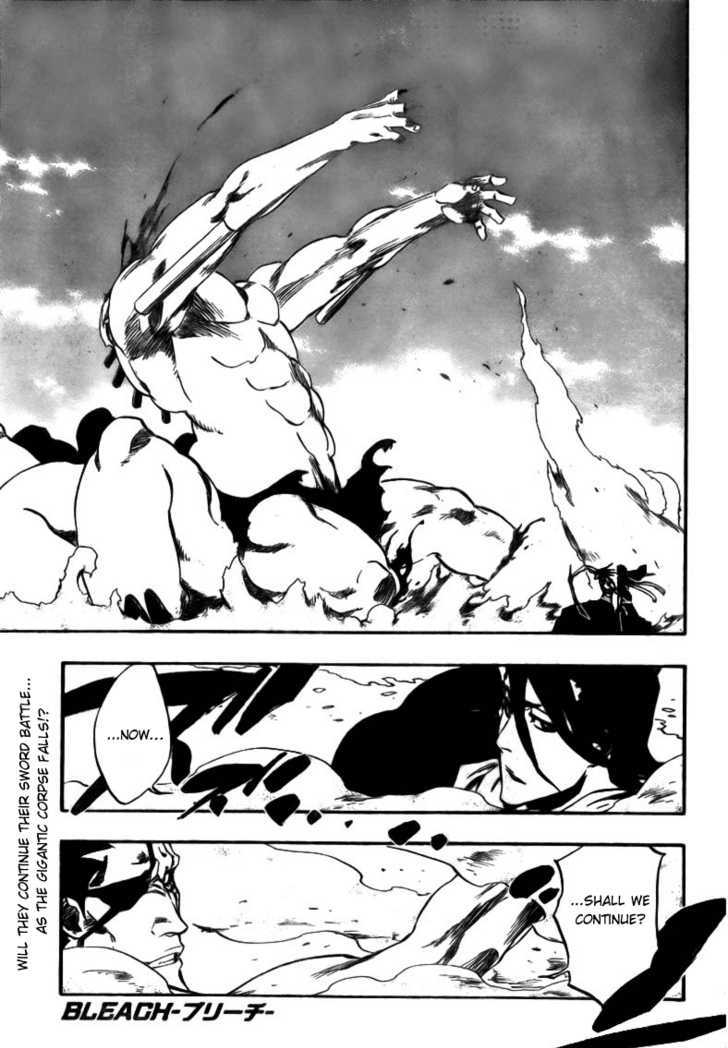 ...NOW...
...SHALL WE
CONTINUE?
WILL THEY CONTINUE THEIR SWORD BATTLE...
AS THE GIGANTIC CORPSE FALLS!?
BLEACH-ブリーチ-